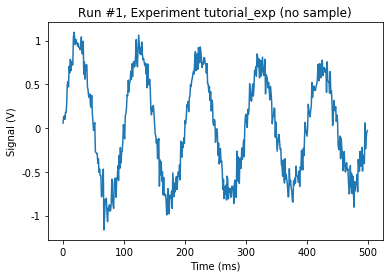 Run #1, Experiment tutorial_exp (no sample)
1
0.5
0
-0.5
-1
Signal (V)
0 100 200 300 400 500
Time (ms)